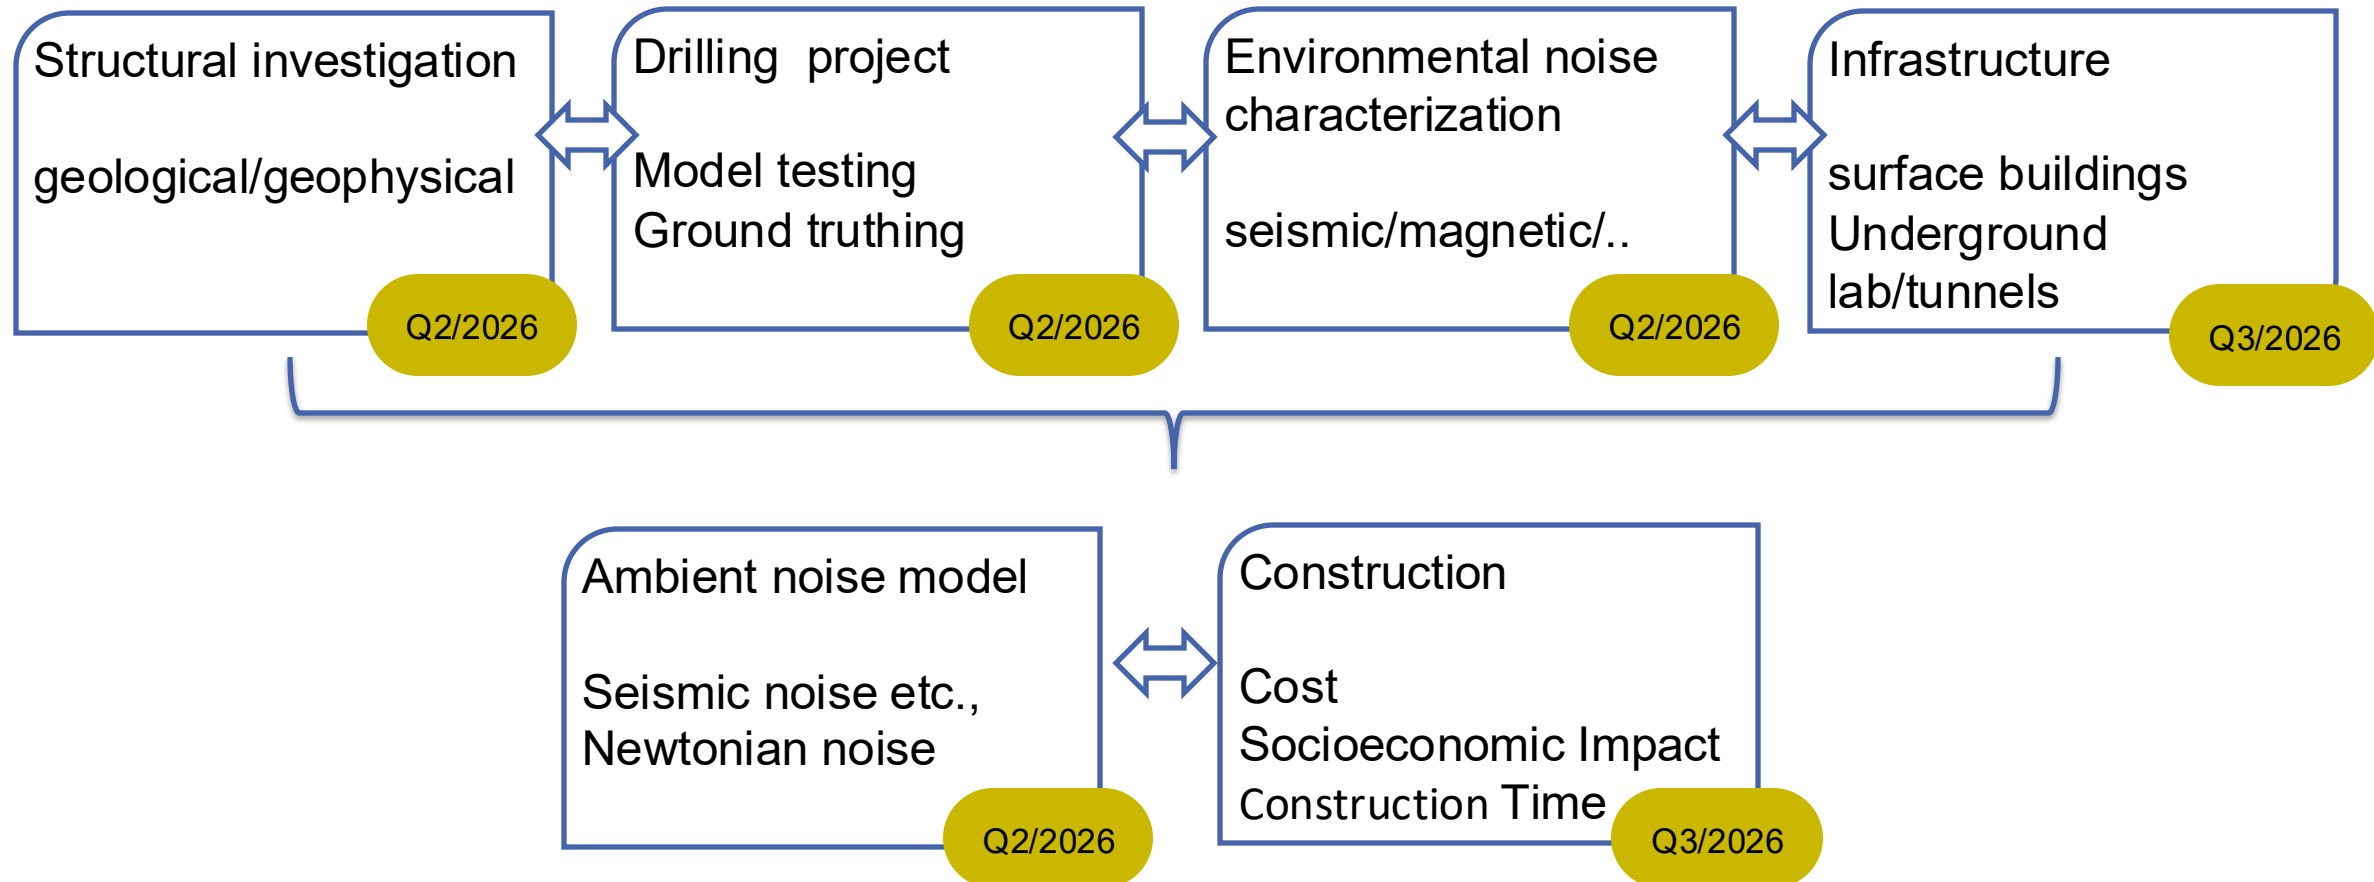 Structural investigation
geological/geophysical
Q2/2026
Drilling  project
Model testing
Ground truthing
Q2/2026
Environmental noise
characterization
seismic/magnetic/..
Q2/2026
Infrastructure
surface buildings
Underground
lab/tunnels
Q3/2026
Ambient noise model
Seismic noise etc.,
Newtonian noise
Q2/2026
Construction
Cost
Socioeconomic Impact
Construction Time
Q3/2026